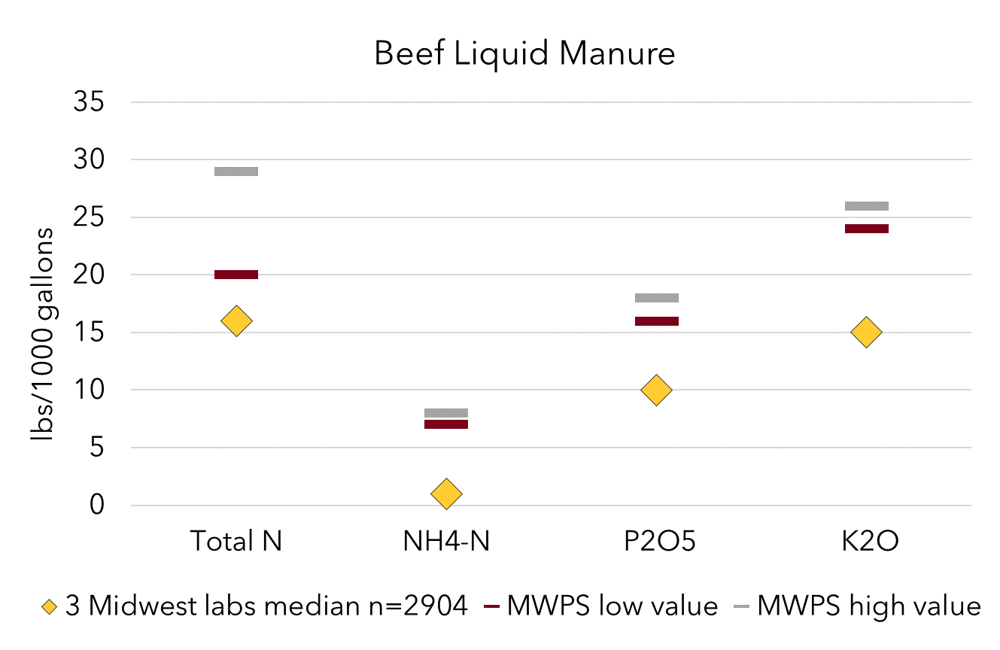 Beef Liquid Manure
35
30
25
20
15
10
5
0
lbs/1000 gallons
Total N NH4-N P2O5 K2O
3 Midwest labs median n=2904 MWPS low value MWPS high value